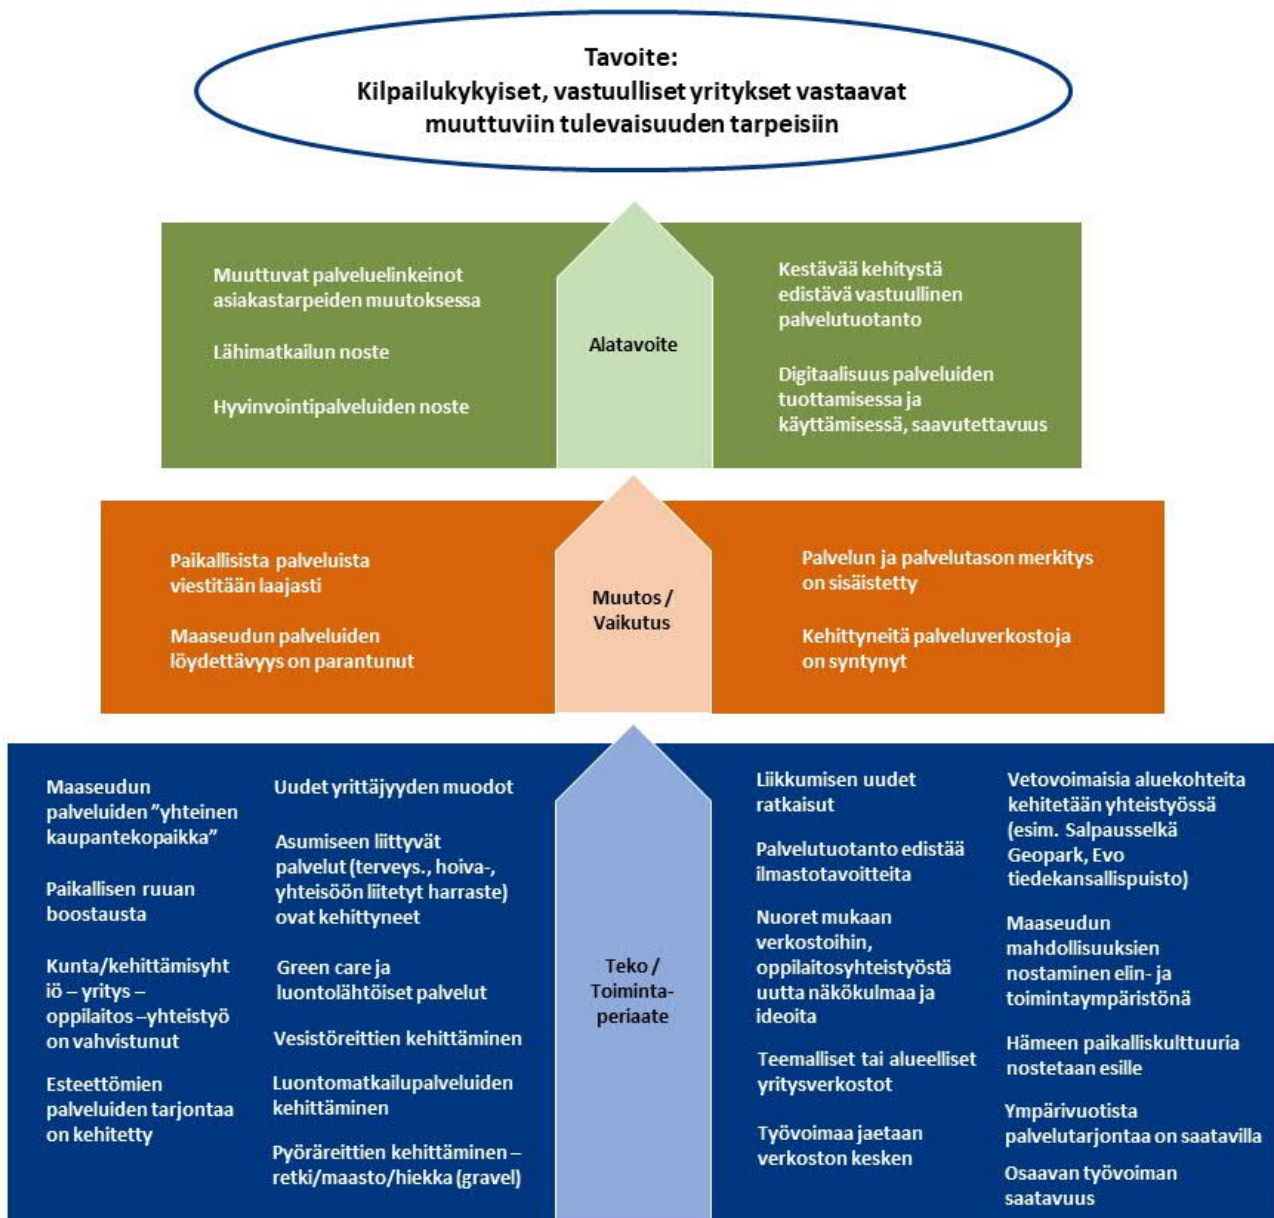 Tavoite:
Kilpailukykyiset, vastuulliset yritykset vastaavat
muuttuviin tulevaisuuden tarpeisiin
Muuttuvat palveluelinkeinot
asiakastarpeiden muutoksessa
Lähimatkailun noste
Hyvinvointipalveluiden noste
Alatavoite
Kestävää kehitystä
edistävä vastuullinen
palvelutuotanto
Digitaalisuus palveluiden
tuottamisessa ja
käyttämisessä, saavutettavuus
Paikallisista palveluista
viestitään laajasti
Maaseudun palveluiden
löydettävyys on parantunut
Muutos /
Vaikutus
Palvelun ja palvelutason merkitys
on sisäistetty
Kehittyneitä palveluverkostoja
on syntynyt
Maaseudun
palveluiden ”yhteinen
kaupantekopaikka”
Paikallisen ruuan
boostausta
Kunta/kehittämisyht
iö – yritys –
oppilaitos –yhteistyö
on vahvistunut
Esteettömien
palveluiden tarjontaa
on kehitetty
Uudet yrittäjyyden muodot
Asumiseen liittyvät
palvelut (terveys., hoiva-,
yhteisöön liitetyt harraste)
ovat kehittyneet
Green care ja
luontolähtöiset palvelut
Vesistöreittien kehittäminen
Luontomatkailupalveluiden
kehittäminen
Pyöräreittien kehittäminen –
retki/maasto/hiekka (gravel)
Teko /
Toiminta-
periaate
Liikkumisen uudet
ratkaisut
Palvelutuotanto edistää
ilmastotavoitteita
Nuoret mukaan
verkostoihin,
oppilaitosyhteistyöstä
uutta näkökulmaa ja
ideoita
Teemalliset tai alueelliset
yritysverkostot
Työvoimaa jaetaan
verkoston kesken
Vetovoimaisia aluekohteita
kehitetään yhteistyössä
(esim. Salpausselkä
Geopark, Evo
tiedekansallispuisto)
Maaseudun
mahdollisuuksien
nostaminen elin- ja
toimintaympäristönä
Hämeen paikalliskulttuuria
nostetaan esille
Ympärivuotista
palvelutarjontaa on saatavilla
Osaavan työvoiman
saatavuus